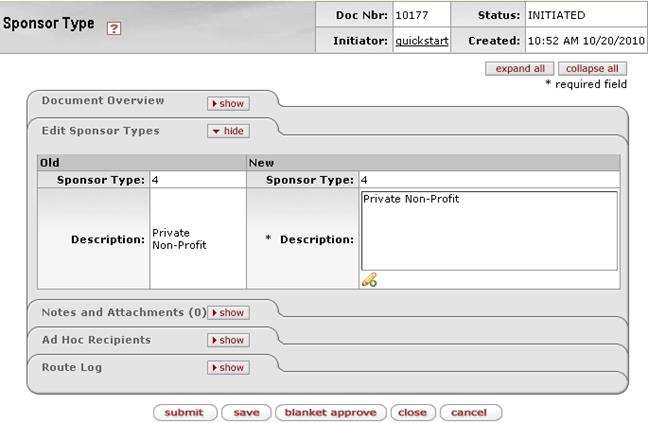 Sponsor Type ?
Doc Nbr: 10177 Status: INITIATED
Initiator: quickstart Created: 10:52 AM 10/20/2010
expand all collapse all
* required field
Document Overview show
Edit Sponsor Types hide
Old New
Sponsor Type: 4 Sponsor Type: 4
Description: Private Non-Profit * Description: Private Non-Profit
Notes and Attachments (0) show
Ad Hoc Recipients show
Route Log show
submit save blanket approve close cancel